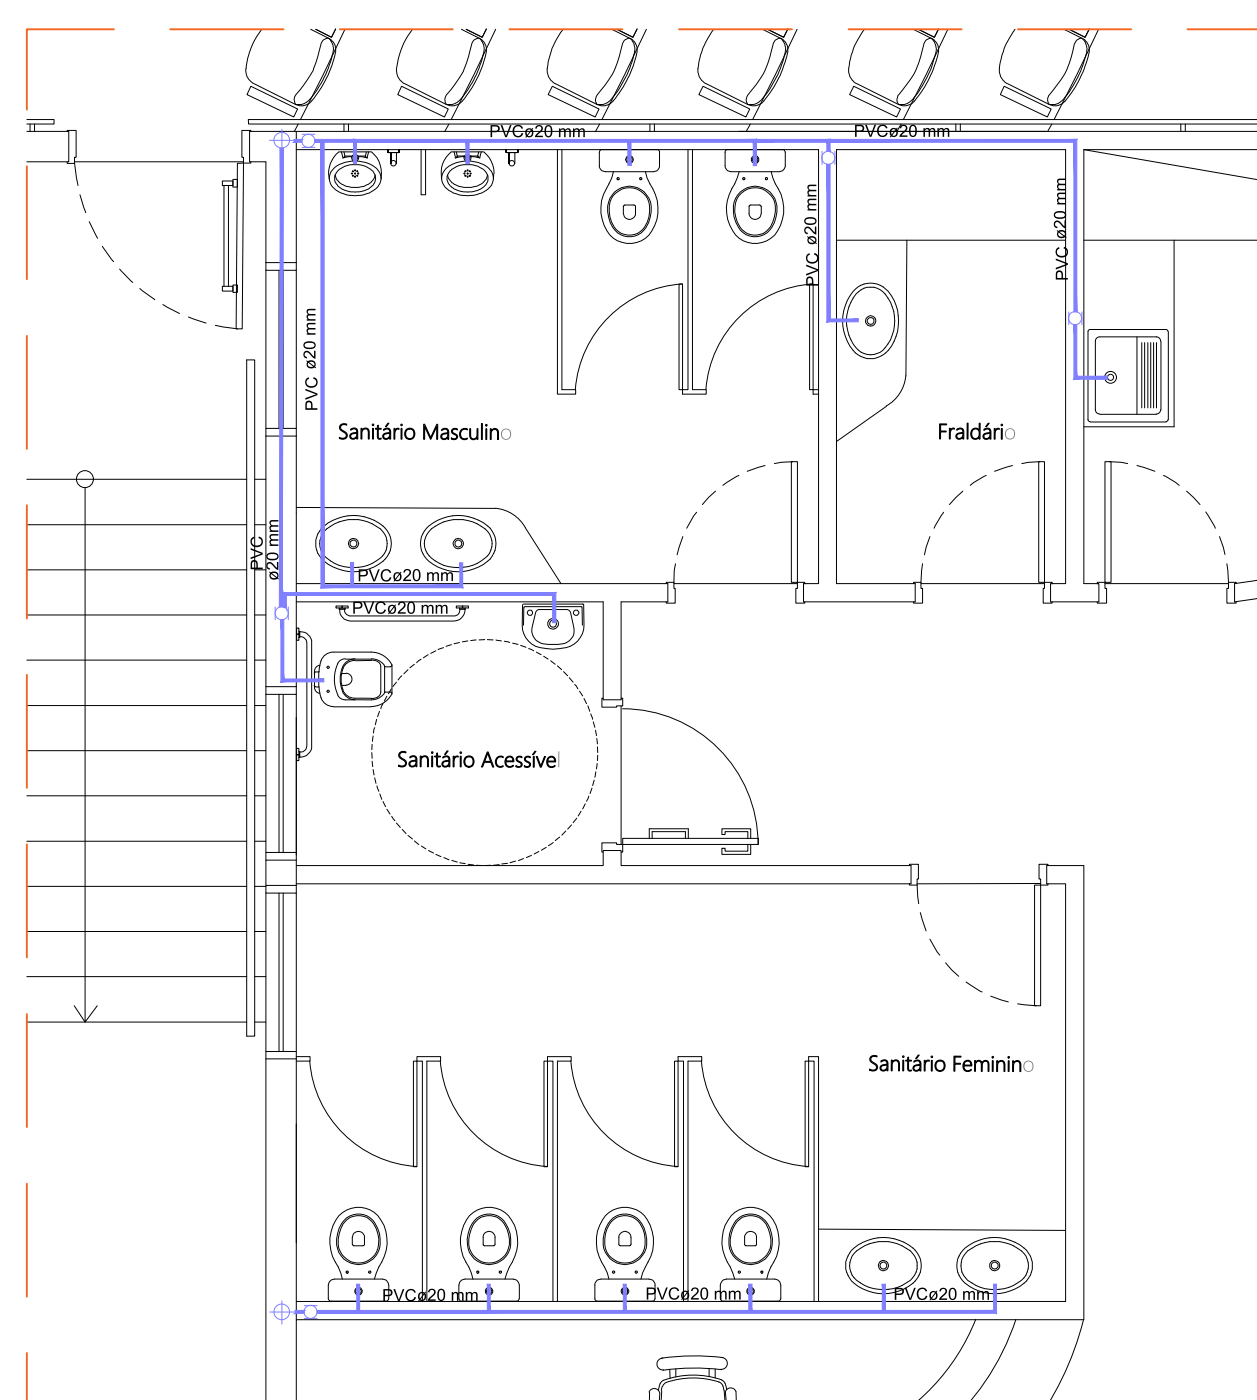 PVCø20 mm
PVCø20 mm
PVC ø20 mm
PVC ø20 mm
PVC ø20 mm
Sanitário Masculino
Fraldário
PVC
ø20 mm
PVCø20 mm
PVCø20 mm
Sanitário Acessível
Sanitário Feminino
PVCø20 mm
PVCø20 mm
PVCø20 mm